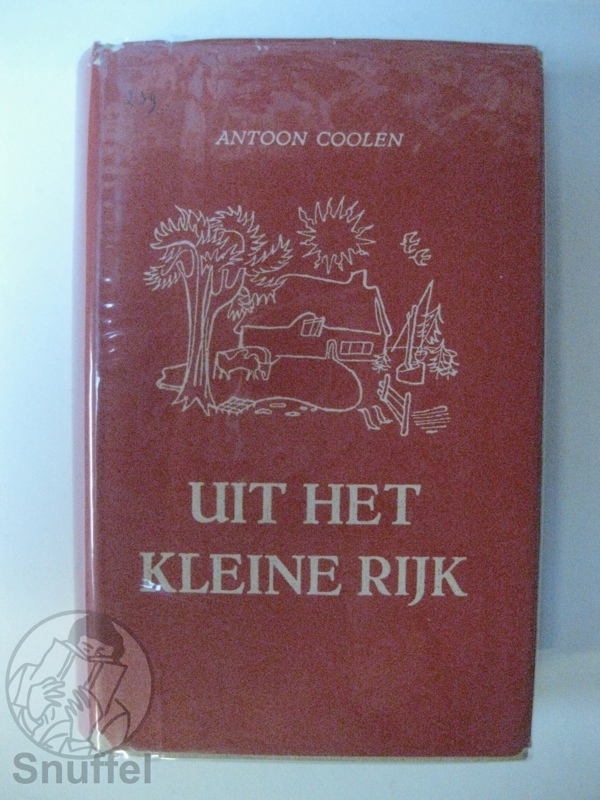 ANTOON COOLEN
UIT HET
KLEINE RIJK
Snuffel